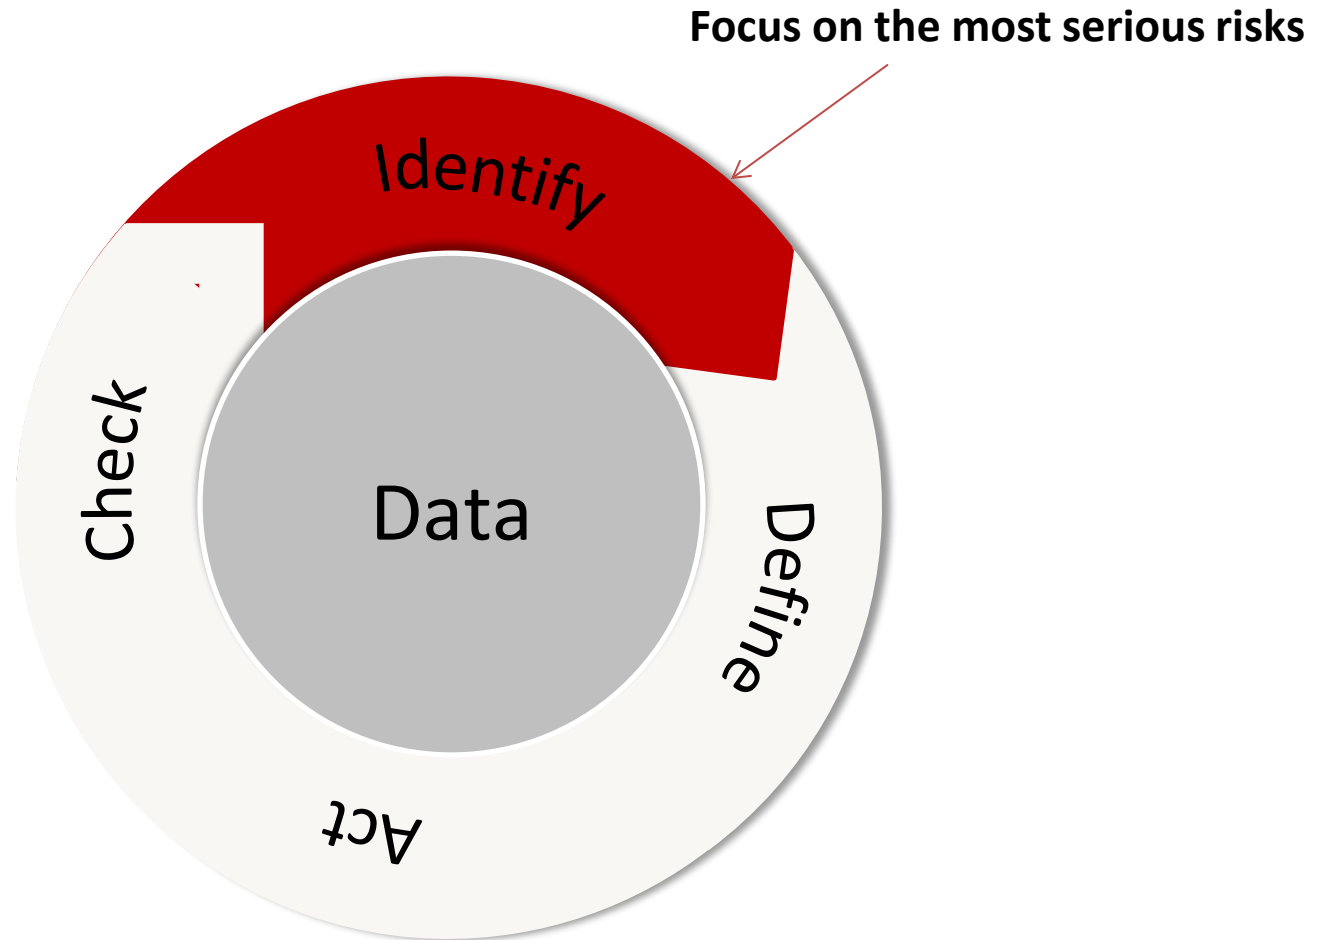 Focus on the most serious risks
Identify
Define
Act
Check
Data